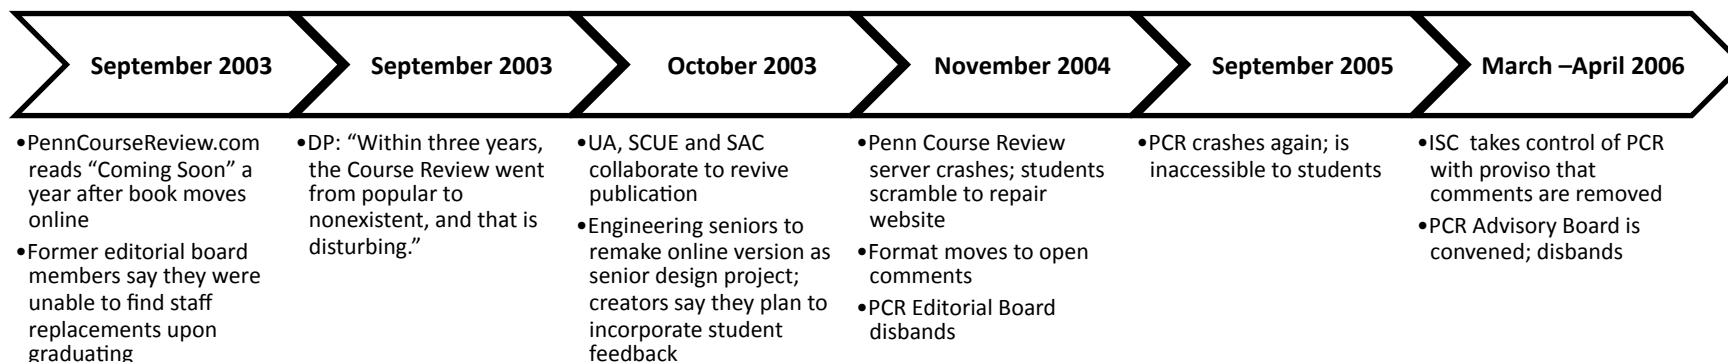 September 2003
September 2003
October 2003
November 2004
September 2005
March –April 2006
•PennCourseReview.com
reads “Coming Soon” a
year after book moves
online
•Former editorial board
members say they were
unable to find staff
replacements upon
graduating
•DP: “Within three years,
the Course Review went
from popular to
nonexistent, and that is
disturbing.”
•UA, SCUE and SAC
collaborate to revive
publication
•Engineering seniors to
remake online version as
senior design project;
creators say they plan to
incorporate student
feedback
•Penn Course Review
server crashes; students
scramble to repair
website
•Format moves to open
comments
•PCR Editorial Board
disbands
•PCR crashes again; is
inaccessible to students
•ISC takes control of PCR
with proviso that
comments are removed
•PCR Advisory Board is
convened; disbands